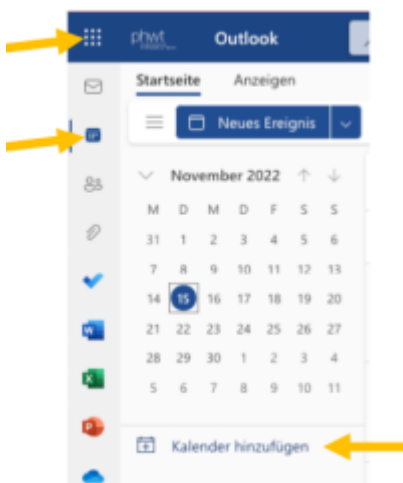 phwt Outlook
Startseite Anzeigen
Neues Ereignis
November 2022
M D M D F S S
31 1 2 3 4 5 6
7 8 9 10 11 12 13
14 15 16 17 18 19 20
21 22 23 24 25 26 27
28 29 30 1 2 3 4
5 6 7 8 9 10 11
Kalender hinzufügen